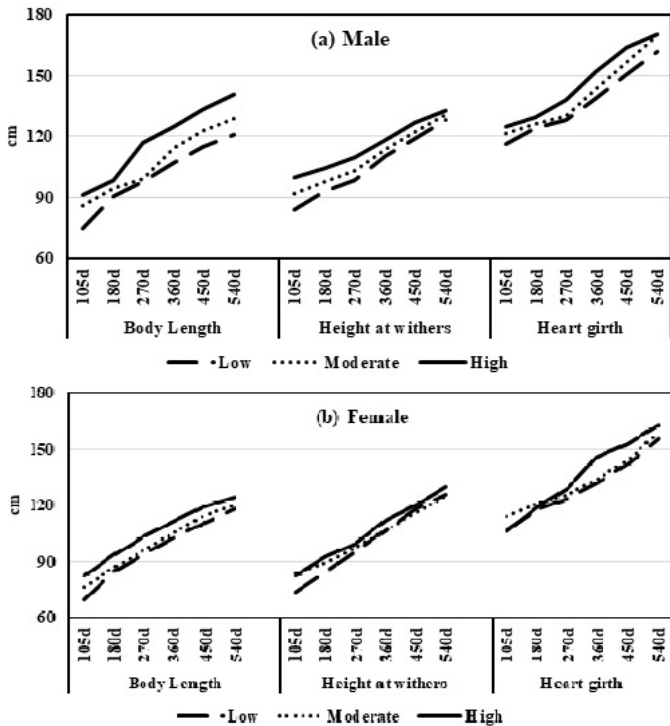 180
(a) Male
150
cm
120
90
60
105d 180d 270d 360d 450d 540d 105d 180d 270d 360d 450d 540d 105d 180d 270d 360d 450d 540d
Body Length Height at withers Heart girth
Low Moderate High
180
(b) Female
150
cm
120
90
60
105d 180d 270d 360d 450d 540d 105d 180d 270d 360d 450d 540d 105d 180d 270d 360d 450d 540d
Body Length Height at withers Heart girth
Low Moderate High